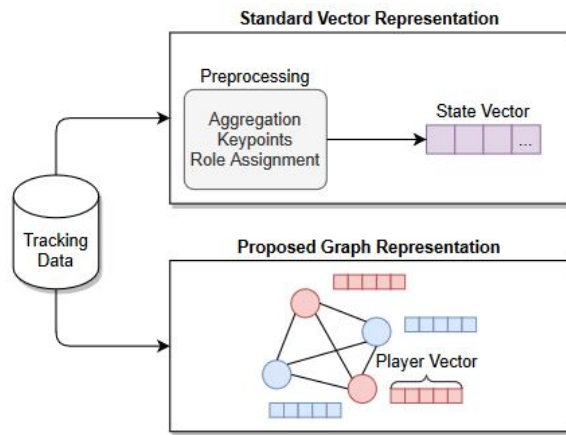 Standard Vector Representation
Preprocessing
Aggregation
Keypoints
Role Assignment
State Vector
...
Tracking
Data
Proposed Graph Representation
Player Vector